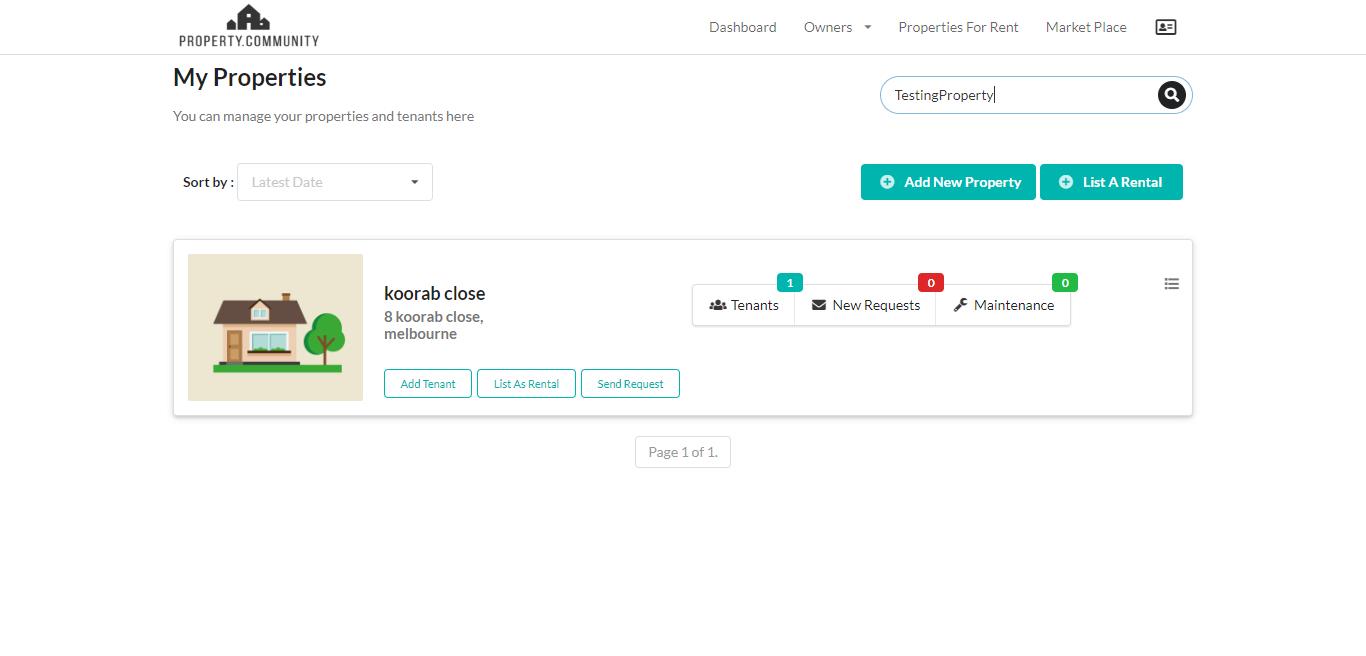 PROPERTY.COMMUNITY
Dashboard Owners Properties For Rent Market Place
My Properties
TestingProperty
You can manage your properties and tenants here
Sort by : Latest Date
Add New Property List A Rental
1 0 0
koorab close
Tenants New Requests Maintenance
8 koorab close,
melbourne
Add Tenant List As Rental Send Request
Page 1 of 1.